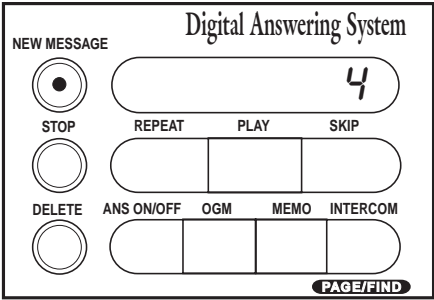 Digital Answering System
NEW MESSAGE
4
STOP REPEAT PLAY SKIP
DELETE ANS ON/OFF OGM MEMO INTERCOM
PAGE/FIND